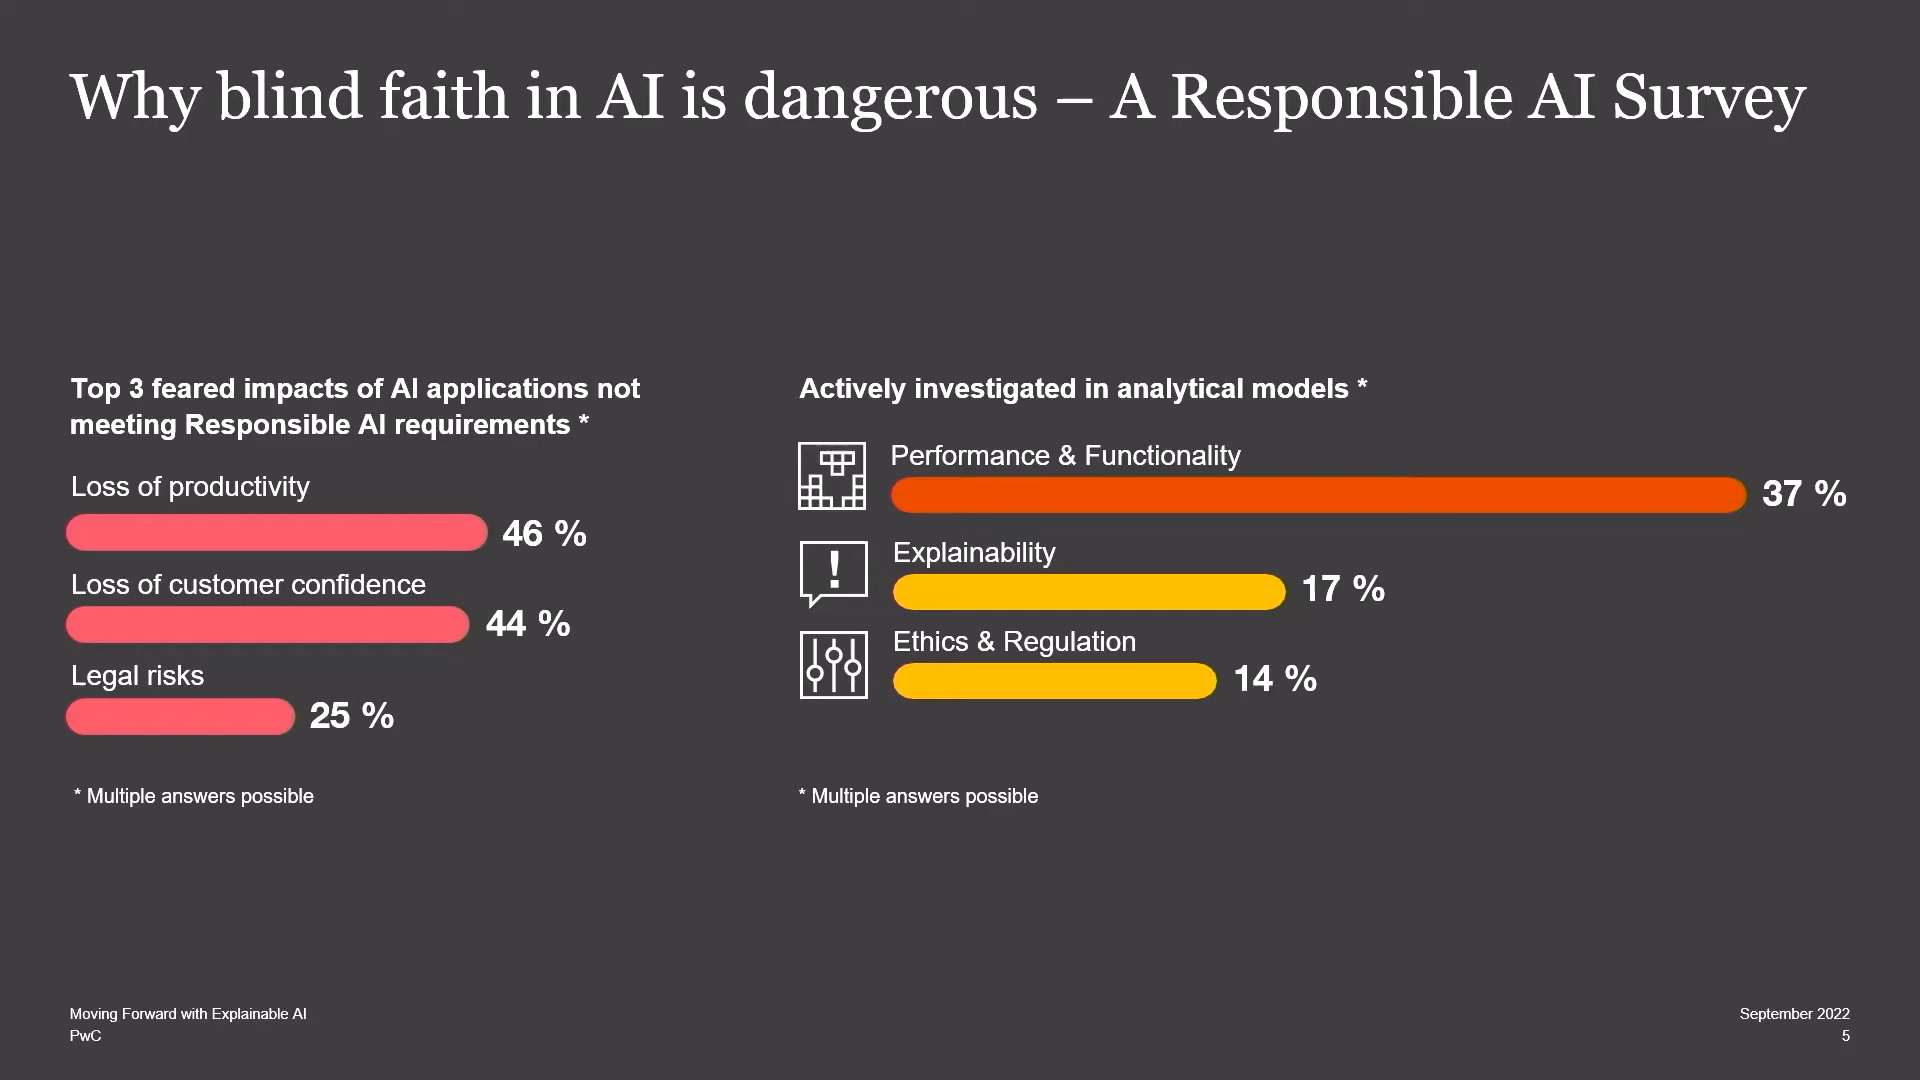 Why blind faith in AI is dangerous – A Responsible AI Survey
Top 3 feared impacts of AI applications not
meeting Responsible AI requirements *
Loss of productivity
46 %
Loss of customer confidence
44 %
Legal risks
25 %
* Multiple answers possible
Actively investigated in analytical models *
Performance & Functionality
37 %
!
Explainability
17 %
Ethics & Regulation
14 %
* Multiple answers possible
Moving Forward with Explainable AI
PwC
September 2022
5